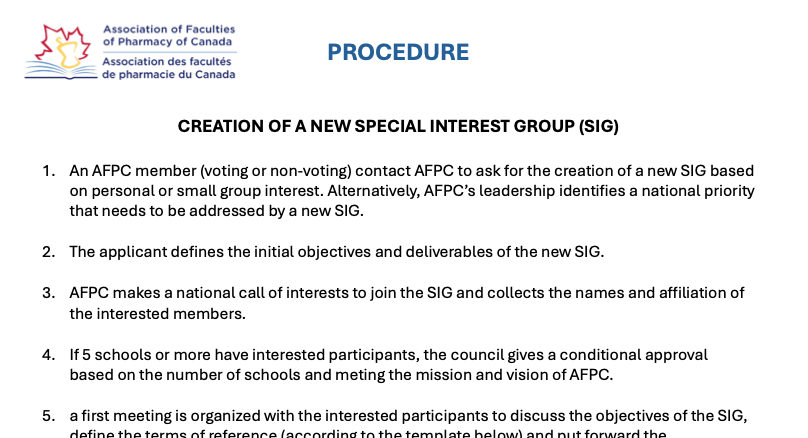 Association of Faculties
of Pharmacy of Canada
Association des facultés
de pharmacie du Canada
PROCEDURE
CREATION OF A NEW SPECIAL INTEREST GROUP (SIG)
1. An AFPC member (voting or non-voting) contact AFPC to ask for the creation of a new SIG based
on personal or small group interest. Alternatively, AFPC's leadership identifies a national priority
that needs to be addressed by a new SIG.
2. The applicant defines the initial objectives and deliverables of the new SIG.
3. AFPC makes a national call of interests to join the SIG and collects the names and affiliation of
the interested members.
4. If 5 schools or more have interested participants, the council gives a conditional approval
based on the number of schools and meting the mission and vision of AFPC.
5. a first meeting is organized with the interested participants to discuss the objectives of the SIG,
define the terms of reference (according to the template below) and put forward the